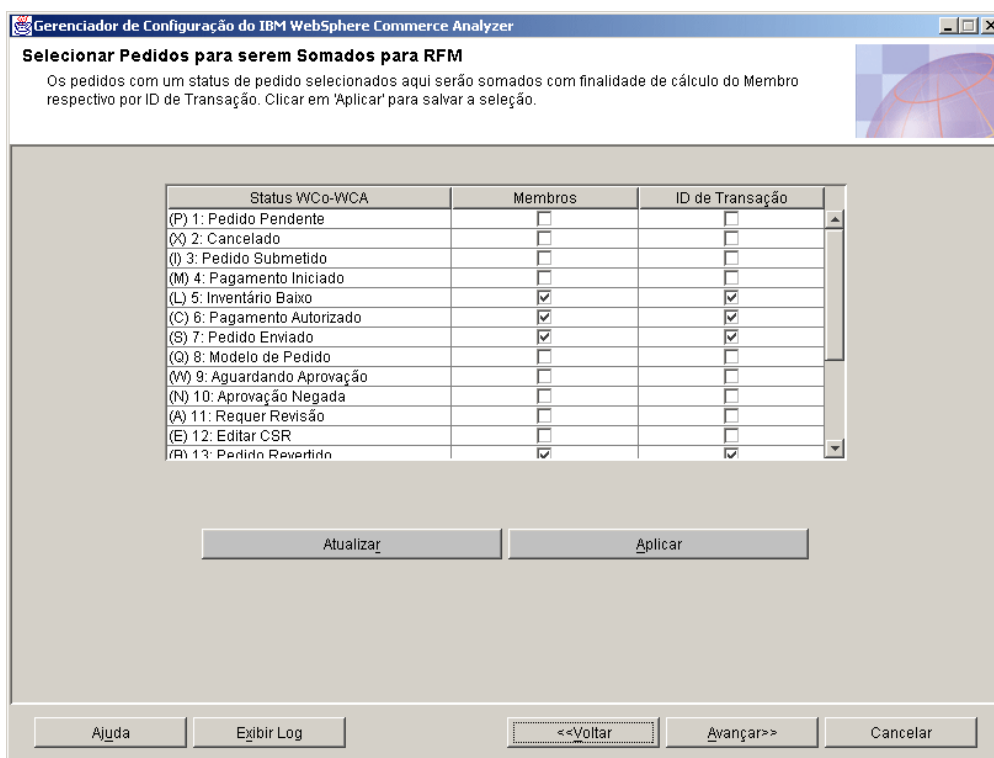 Gerenciador de Configuração do IBM WebSphere Commerce Analyzer
Selecionar Pedidos para serem Somados para RFM
Os pedidos com um status de pedido selecionados aqui serão somados com finalidade de cálculo do Membro
respectivo por ID de Transação. Clicar em 'Aplicar' para salvar a seleção.
Status WCo-WCA Membros ID de Transação
(P) 1: Pedido Pendente
(X) 2: Cancelado
(I) 3: Pedido Submetido
(M) 4: Pagamento Iniciado
(L) 5: Inventário Baixo
(C) 6: Pagamento Autorizado
(S) 7: Pedido Enviado
(Q) 8: Modelo de Pedido
(W) 9: Aguardando Aprovação
(N) 10: Aprovação Negada
(A) 11: Requer Revisão
(E) 12: Editar CSR
(B) 13: Pedido Revertido
Atualizar Aplicar
Ajuda Exibir Log <<Voltar Avançar>> Cancelar